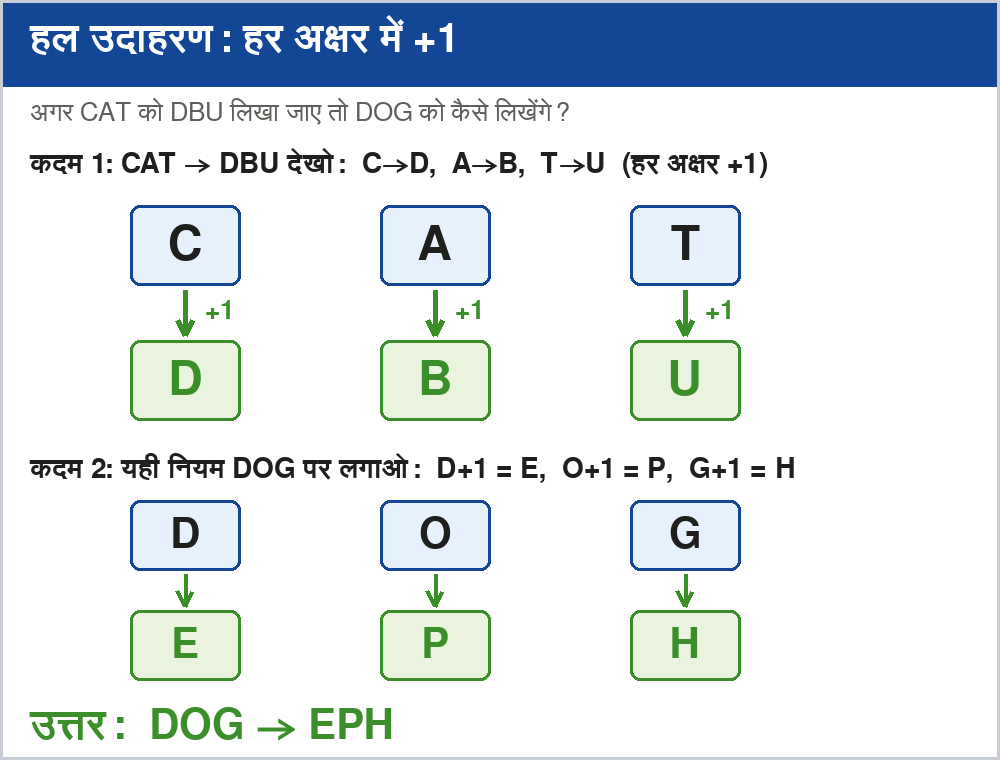 हल उदाहरण : हर अक्षर में +1
अगर CAT को DBU लिखा जाए तो DOG को कैसे लिखेंगे ?
कदम 1: CAT → DBU देखो : C→D, A→B, T→U (हर अक्षर +1)
C A T
+1 +1 +1
D B U
कदम 2: यही नियम DOG पर लगाओ : D+1 = E, O+1 = P, G+1 = H
D O G
E P H
उत्तर : DOG → EPH